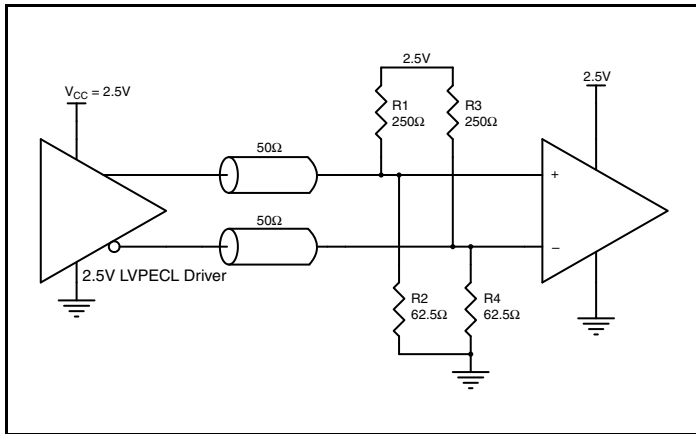 2.5V
2.5V
V_CC = 2.5V
R1
250Ω
R3
250Ω
50Ω
+
50Ω
−
2.5V LVPECL Driver
R2
62.5Ω
R4
62.5Ω